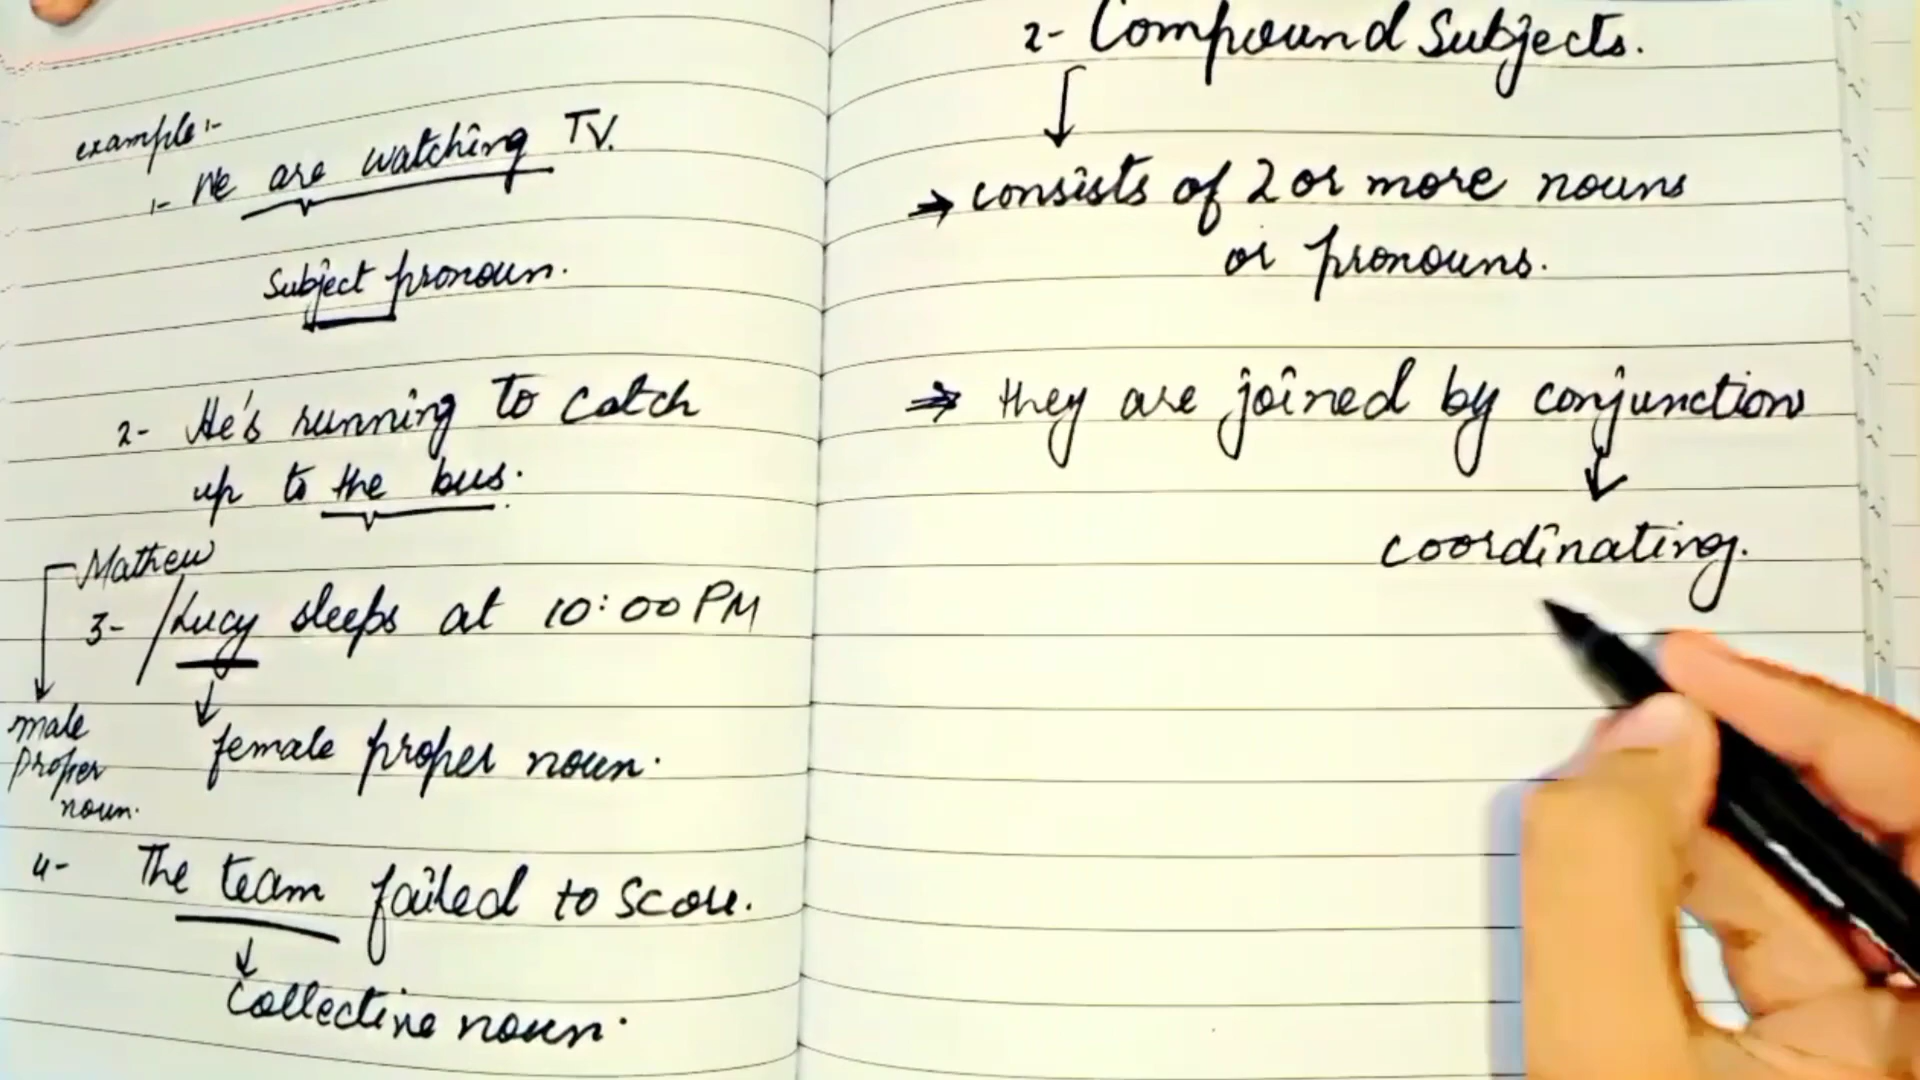 example:-
1- We are watching TV.
Subject pronoun.
2- He's running to catch
up to the bus.
Mathew
3- /Lucy sleeps at 10:00 PM
male
proper
noun.
female proper noun.
4- The team failed to score.
Collective noun.
2- Compound Subjects.
→ consists of 2 or more nouns
or pronouns.
⇒ they are joined by conjunction
coordinating.